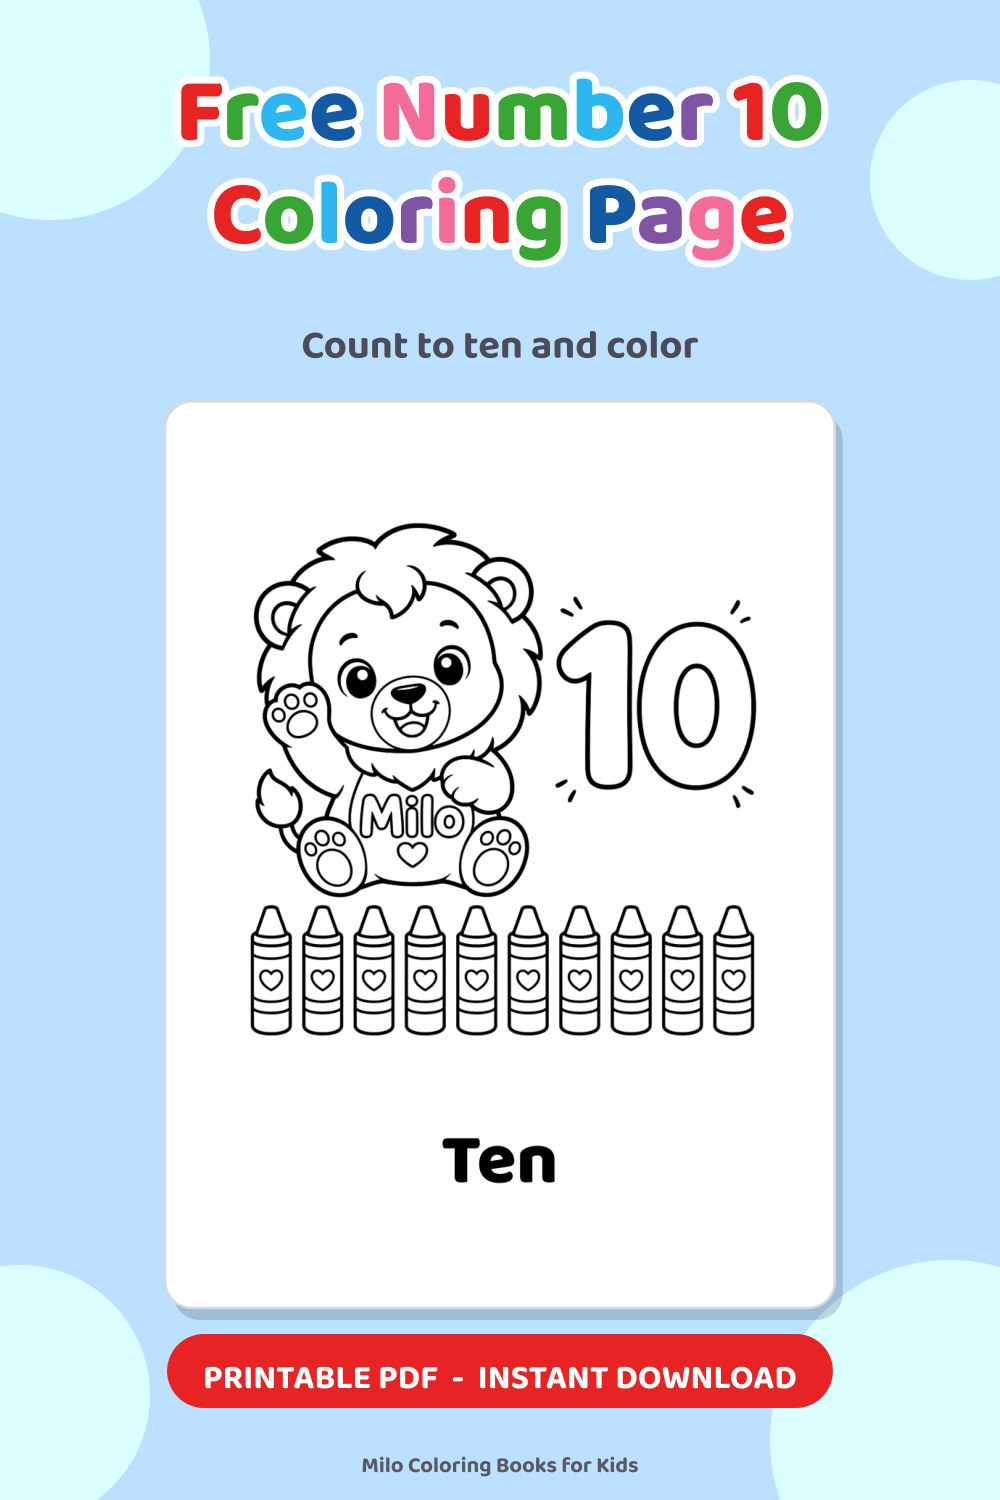 Free Number 10
Coloring Page
Count to ten and color
10
Milo
Ten
PRINTABLE PDF - INSTANT DOWNLOAD
Milo Coloring Books for Kids